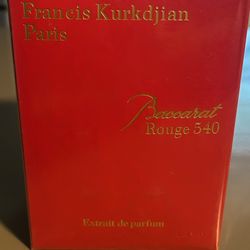 Francis Kurkdjian
Paris
Baccarat
Rouge 540
Extrait de parfum